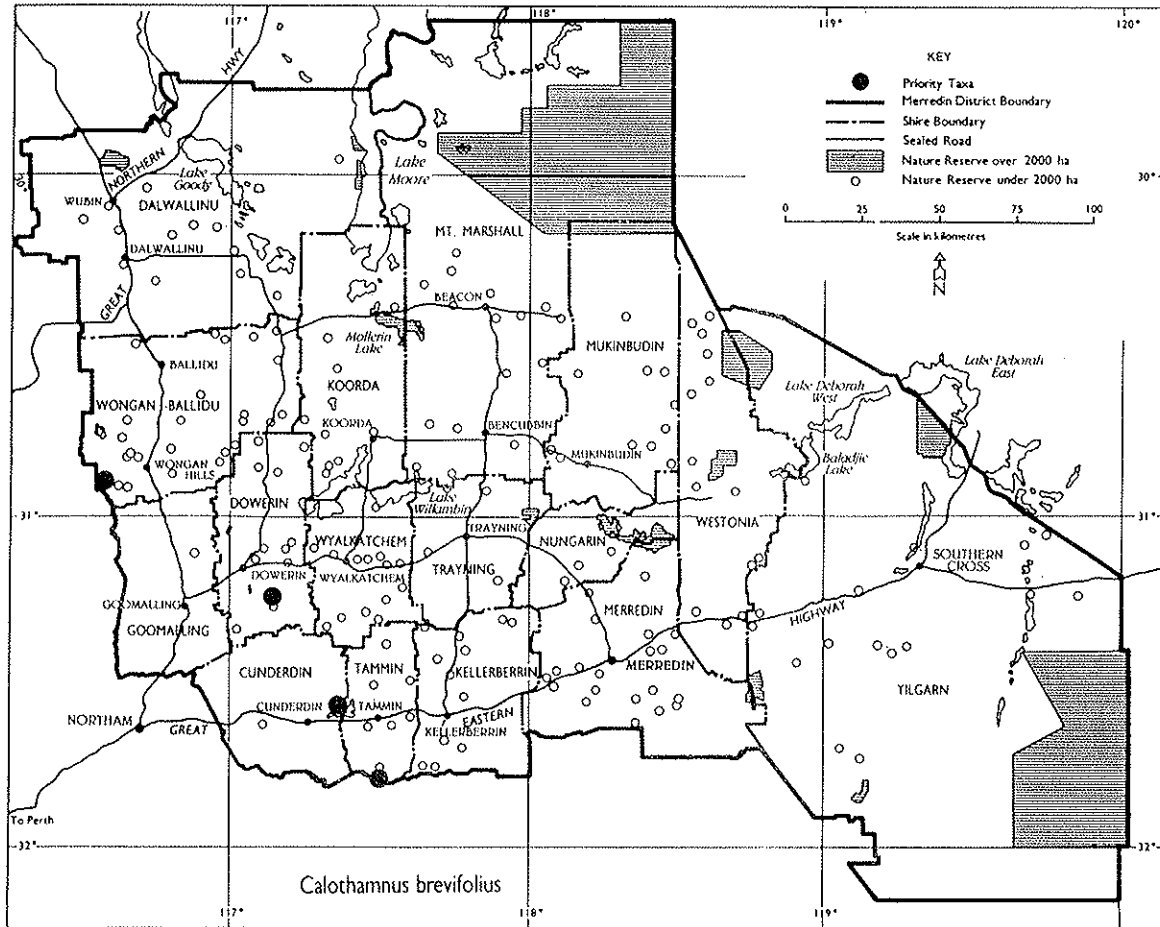 117°
118°
119°
120°
KEY
Priority Taxa
Merredin District Boundary
Shire Boundary
Sealed Road
Nature Reserve over 2000 ha
Nature Reserve under 2000 ha
0 25 50 75 100
Scale in kilometres
N
HWY
NORTHERN
Lake Goody
Lake Moore
30°
30°
WUBIN
DALWALLINU
DALWALLINU
MT. MARSHALL
GREAT
BEACON
Mollerin Lake
MUKINBUDIN
BALLIDU
KOORDA
Lake Deborah East
Lake Deborah West
WONGAN - BALLIDU
KOORDA
BENCUBBIN
MUKINBUDIN
Baladjie Lake
WONGAN HILLS
DOWERIN
Lake Wilkumbin
31°
31°
WESTONIA
TRAYNING
WYALKATCHEM
NUNGARIN
SOUTHERN CROSS
DOWERIN
WYALKATCHEM
TRAYNING
GOOMALLING
GOOMALLING
MERREDIN
HIGHWAY
CUNDERDIN
TAMMIN
KELLERBERRIN
MERREDIN
YILGARN
CUNDERDIN
TAMMIN
NORTHAM
GREAT
EASTERN
KELLERBERRIN
To Perth
32°
32°
Calothamnus brevifolius
117°
118°
119°
120°